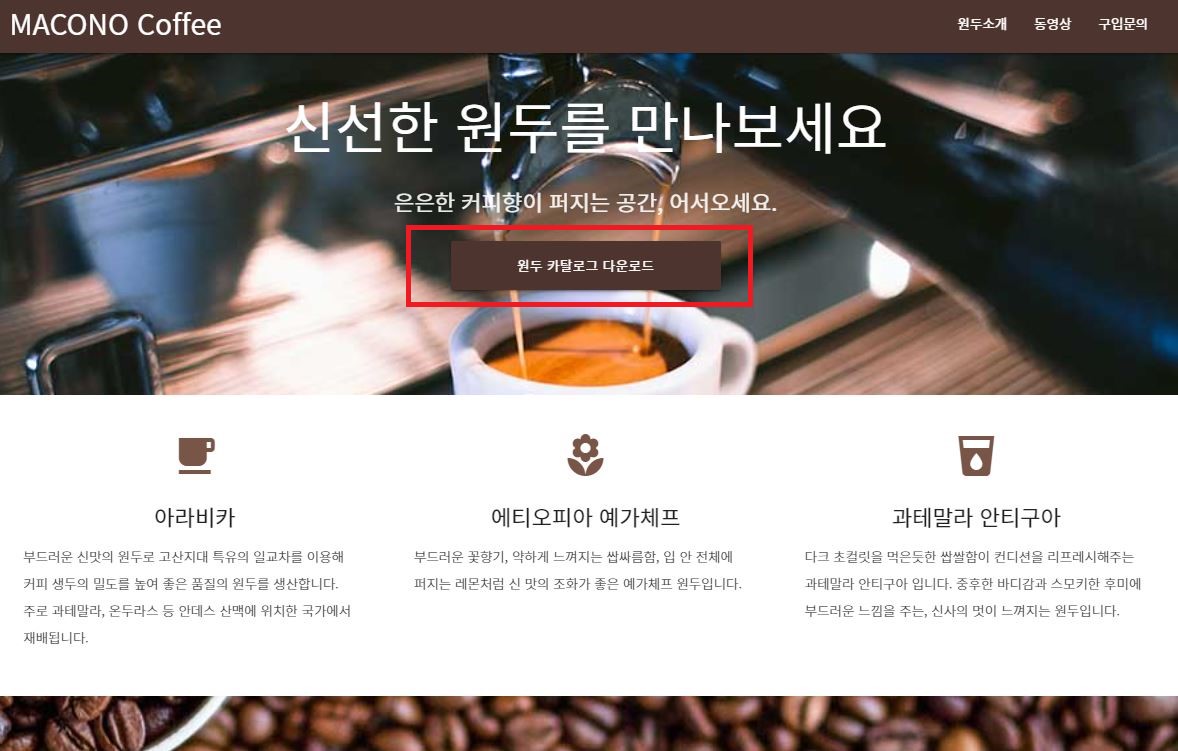 MACONO Coffee
원두소개 동영상 구입문의
신선한 원두를 만나보세요
은은한 커피향이 퍼지는 공간, 어서오세요.
원두 카탈로그 다운로드
아라비카
부드러운 신맛의 원두로 고산지대 특유의 일교차를 이용해
커피 생두의 밀도를 높여 좋은 품질의 원두를 생산합니다.
주로 과테말라, 온두라스 등 안데스 산맥에 위치한 국가에서
재배됩니다.
에티오피아 예가체프
부드러운 꽃향기, 약하게 느껴지는 쌉싸름함, 입 안 전체에
퍼지는 레몬처럼 신 맛의 조화가 좋은 예가체프 원두입니다.
과테말라 안티구아
다크 초컬릿을 먹은듯한 쌉쌀함이 컨디션을 리프레시해주는
과테말라 안티구아 입니다. 중후한 바디감과 스모키한 후미에
부드러운 느낌을 주는, 신사의 멋이 느껴지는 원두입니다.